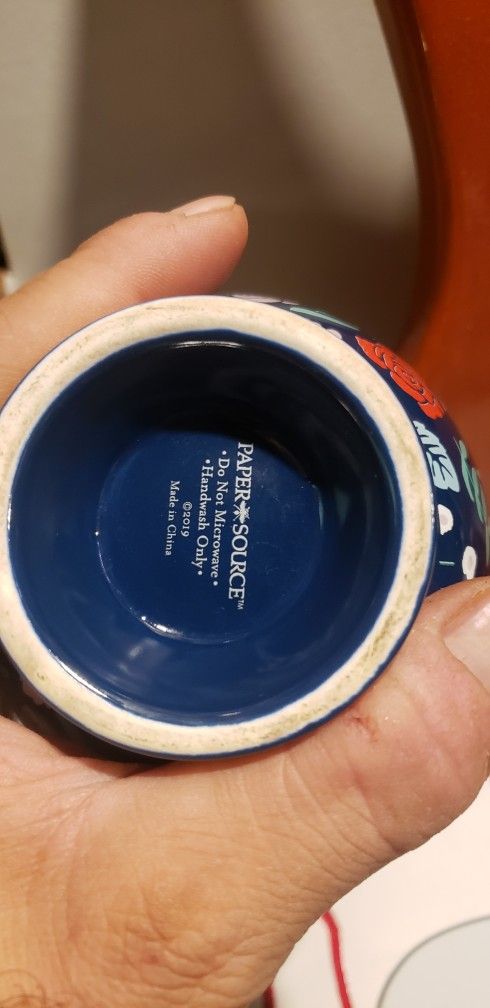 PAPER SOURCE™
•Do Not Microwave•
•Handwash Only•
©2019
Made in China